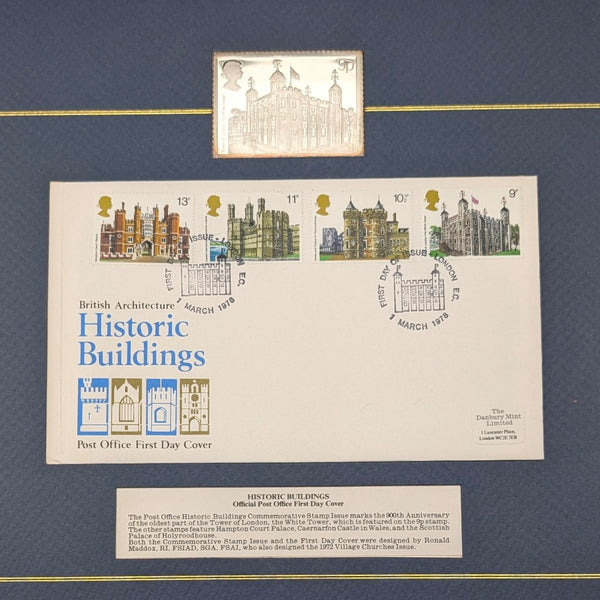 9p
13p
11p
10½p
9p
FIRST DAY OF ISSUE - LONDON E.C.
1 MARCH 1978
FIRST DAY OF ISSUE - LONDON E.C.
1 MARCH 1978
British Architecture
Historic
Buildings
Post Office First Day Cover
The
Danbury Mint
Limited
1 Lancaster Place,
London WC2E 7EB
HISTORIC BUILDINGS
Official Post Office First Day Cover
The Post Office Historic Buildings Commemorative Stamp Issue marks the 900th Anniversary
of the oldest part of the Tower of London, the White Tower, which is featured on the 9p stamp.
The other stamps feature Hampton Court Palace, Caernarfon Castle in Wales, and the Scottish
Palace of Holyroodhouse.
Both the Commemorative Stamp Issue and the First Day Cover were designed by Ronald
Maddox, RI, FSIAD, SGA, FSAI, who also designed the 1972 Village Churches Issue.